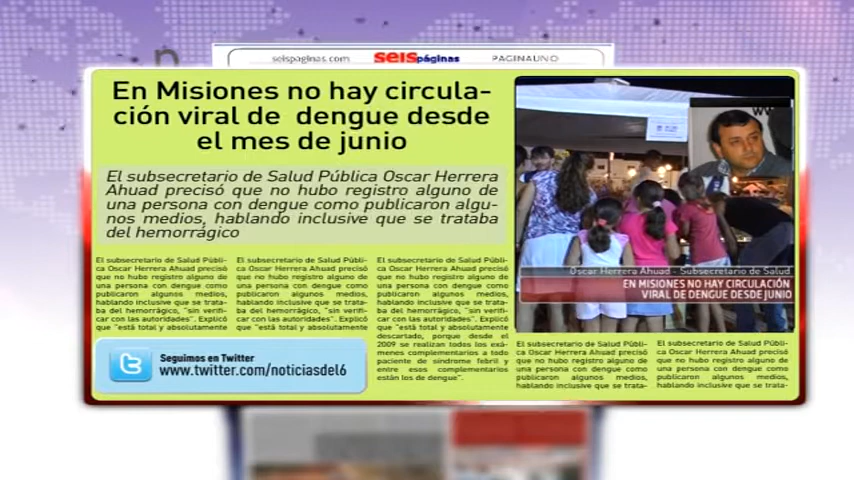 seispaginas.com
seis páginas
PAGINAUNO
En Misiones no hay circula-
ción viral de dengue desde
el mes de junio
El subsecretario de Salud Pública Oscar Herrera
Ahuad precisó que no hubo registro alguno de
una persona con dengue como publicaron algu-
nos medios, hablando inclusive que se trataba
del hemorrágico
El subsecretario de Salud Públi-
ca Oscar Herrera Ahuad precisó
que no hubo registro alguno de
una persona con dengue como
publicaron algunos medios,
hablando inclusive que se trata-
ba del hemorrágico, "sin verifi-
car con las autoridades". Explicó
que "está total y absolutamente
El subsecretario de Salud Públi-
ca Oscar Herrera Ahuad precisó
que no hubo registro alguno de
una persona con dengue como
publicaron algunos medios,
hablando inclusive que se trata-
ba del hemorrágico, "sin verifi-
car con las autoridades". Explicó
que "está total y absolutamente
El subsecretario de Salud Públi-
ca Oscar Herrera Ahuad precisó
que no hubo registro alguno de
una persona con dengue como
publicaron algunos medios,
hablando inclusive que se trata-
ba del hemorrágico, "sin verifi-
car con las autoridades". Explicó
que "está total y absolutamente
descartado, porque desde el
2009 se realizan todos los exá-
menes complementarios a todo
paciente de síndrome febril y
entre esos complementarios
están los de dengue".
Seguimos en Twitter
www.twitter.com/noticiasdel6
Oscar Herrera Ahuad - Subsecretario de Salud
EN MISIONES NO HAY CIRCULACIÓN
VIRAL DE DENGUE DESDE JUNIO
El subsecretario de Salud Públi-
ca Oscar Herrera Ahuad precisó
que no hubo registro alguno de
una persona con dengue como
publicaron algunos medios,
hablando inclusive que se trata-
El subsecretario de Salud Públi-
ca Oscar Herrera Ahuad precisó
que no hubo registro alguno de
una persona con dengue como
publicaron algunos medios,
hablando inclusive que se trata-